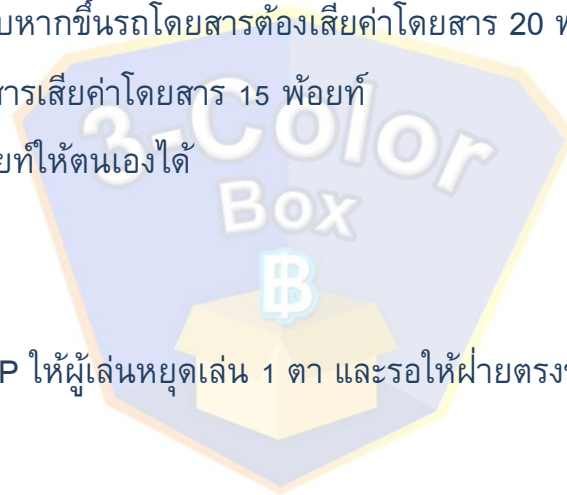 บหากขึ้นรถโดยสารต้องเสียค่าโดยสาร 20
สารเสียค่าโดยสาร 15 พ้อยท์
ยท์ให้ตนเองได้
3-Color
Box
฿
P ให้ผู้เล่นหยุดเล่น 1 ตา และรอให้ฝ่ายตรง